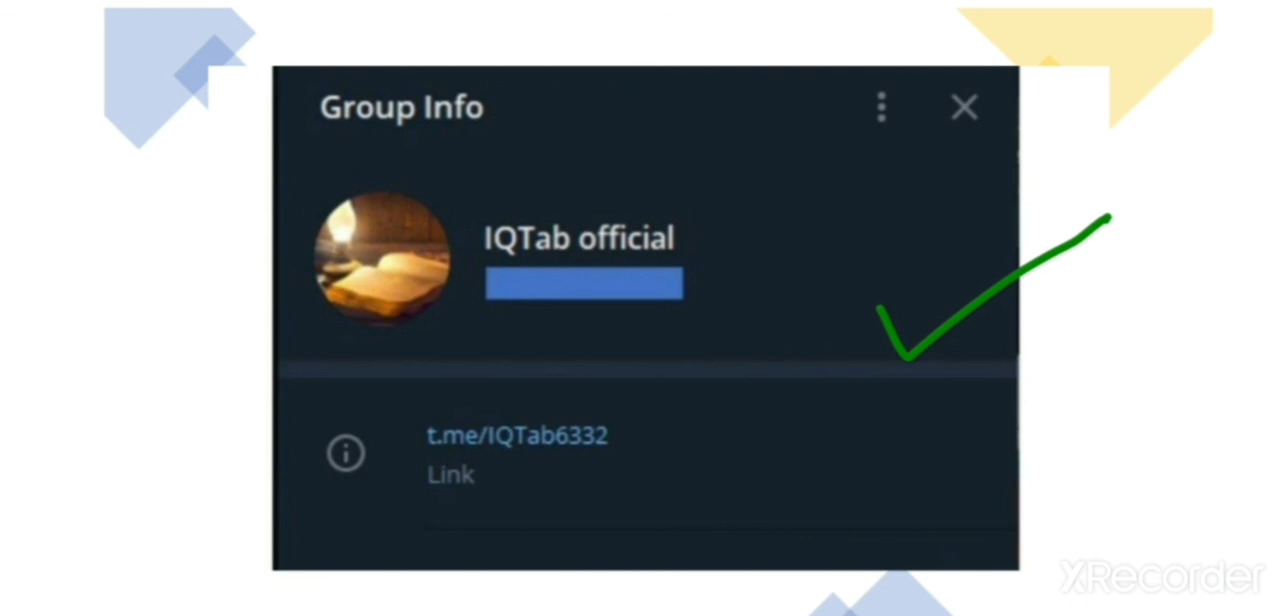 Group Info
IQTab official
t.me/IQTab6332
Link
XRecorder